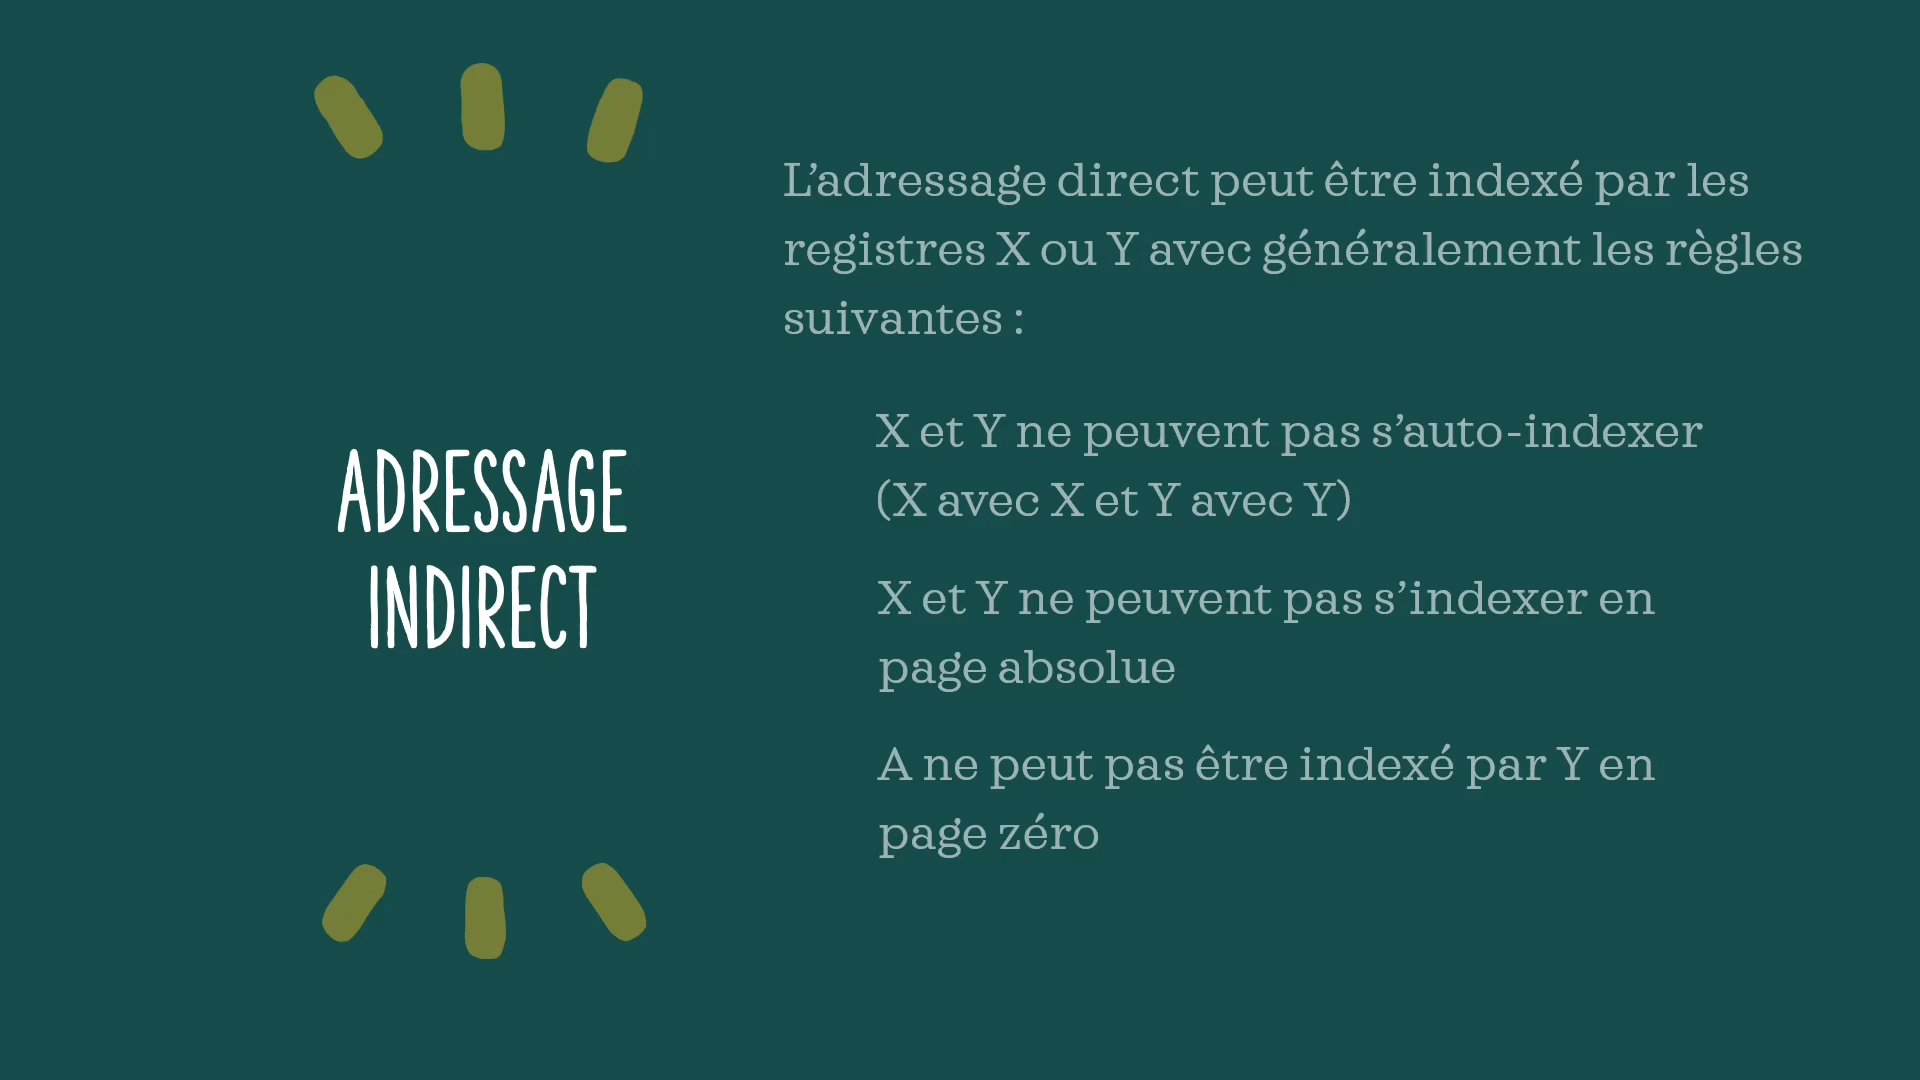 ADRESSAGE
INDIRECT
L’adressage direct peut être indexé par les
registres X ou Y avec généralement les règles
suivantes :
X et Y ne peuvent pas s’auto-indexer
(X avec X et Y avec Y)
X et Y ne peuvent pas s’indexer en
page absolue
A ne peut pas être indexé par Y en
page zéro